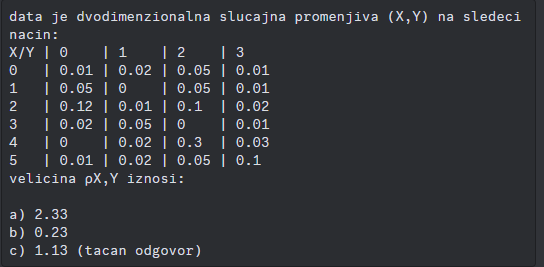 data je dvodimenzionalna slucajna promenjiva (X,Y) na sledeci
nacin:
X/Y | 0    | 1    | 2    | 3
0   | 0.01 | 0.02 | 0.05 | 0.01
1   | 0.05 | 0    | 0.05 | 0.01
2   | 0.12 | 0.01 | 0.1  | 0.02
3   | 0.02 | 0.05 | 0    | 0.01
4   | 0    | 0.02 | 0.3  | 0.03
5   | 0.01 | 0.02 | 0.05 | 0.1
velicina ρX,Y iznosi:

a) 2.33
b) 0.23
c) 1.13 (tacan odgovor)